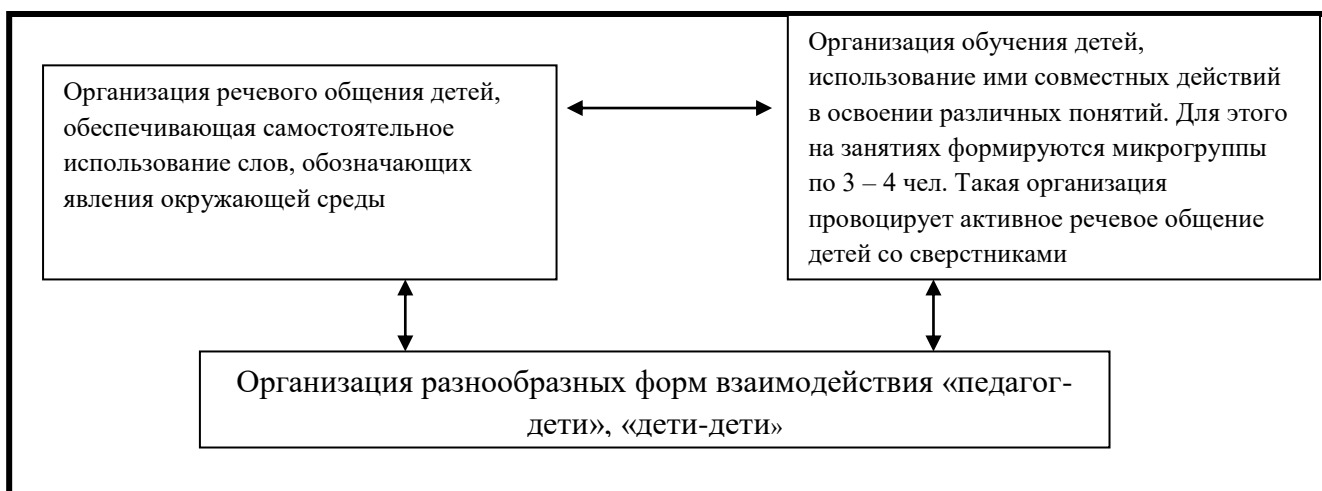 Организация речевого общения детей,
обеспечивающая самостоятельное
использование слов, обозначающих
явления окружающей среды
Организация обучения детей,
использование ими совместных действий
в освоении различных понятий. Для этого
на занятиях формируются микрогруппы
по 3 – 4 чел. Такая организация
провоцирует активное речевое общение
детей со сверстниками
Организация разнообразных форм взаимодействия «педагог-
дети», «дети-дети»